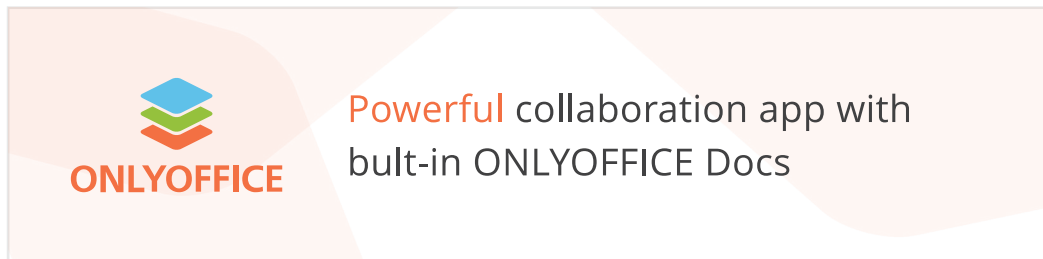 ONLYOFFICE
Powerful collaboration app with
bult-in ONLYOFFICE Docs